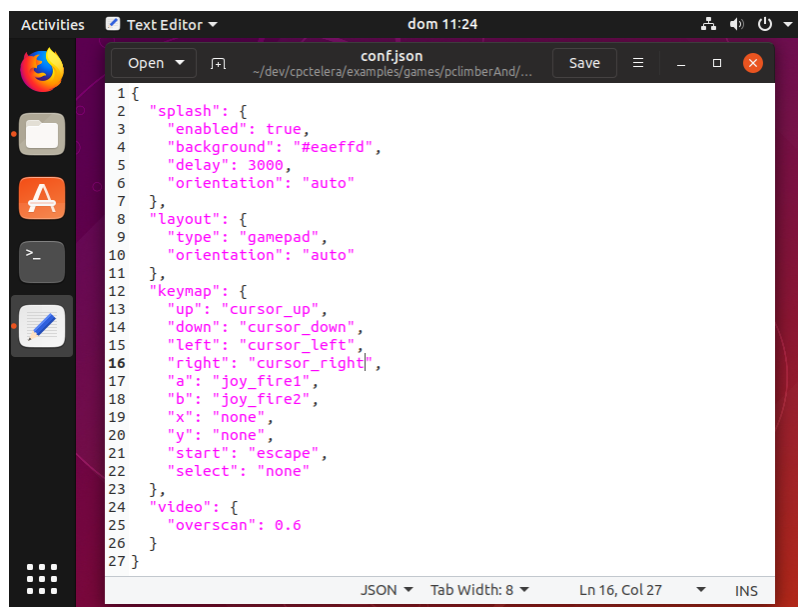 Activities Text Editor dom 11:24
Open conf.json Save
~/dev/cpctelera/examples/games/pclimberAnd/...
1 {
2   "splash": {
3     "enabled": true,
4     "background": "#eaeffd",
5     "delay": 3000,
6     "orientation": "auto"
7   },
8   "layout": {
9     "type": "gamepad",
10     "orientation": "auto"
11   },
12   "keymap": {
13     "up": "cursor_up",
14     "down": "cursor_down",
15     "left": "cursor_left",
16     "right": "cursor_right",
17     "a": "joy_fire1",
18     "b": "joy_fire2",
19     "x": "none",
20     "y": "none",
21     "start": "escape",
22     "select": "none"
23   },
24   "video": {
25     "overscan": 0.6
26   }
27 }
JSON Tab Width: 8 Ln 16, Col 27 INS